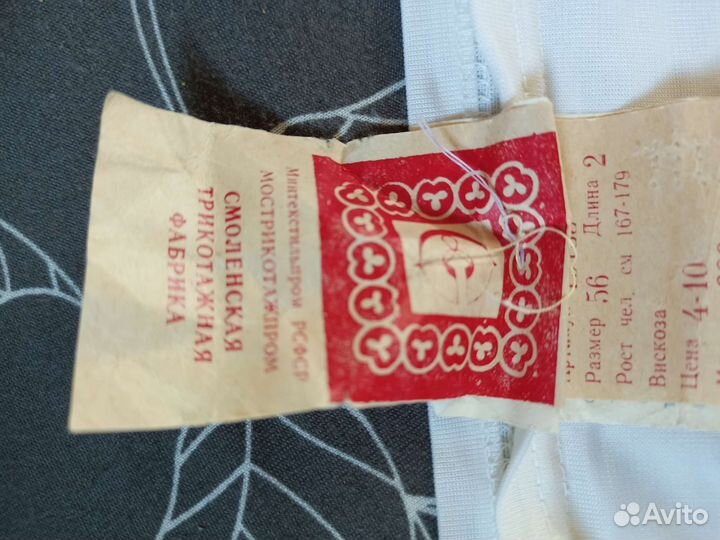 Минтекстильпром РСФСР
МОСТРИКОТАЖПРОМ
СМОЛЕНСКАЯ
ТРИКОТАЖНАЯ
ФАБРИКА
Размер 56 Длина 2
Рост чел. см 167-179
Вискоза
Цена 4-10
Avito